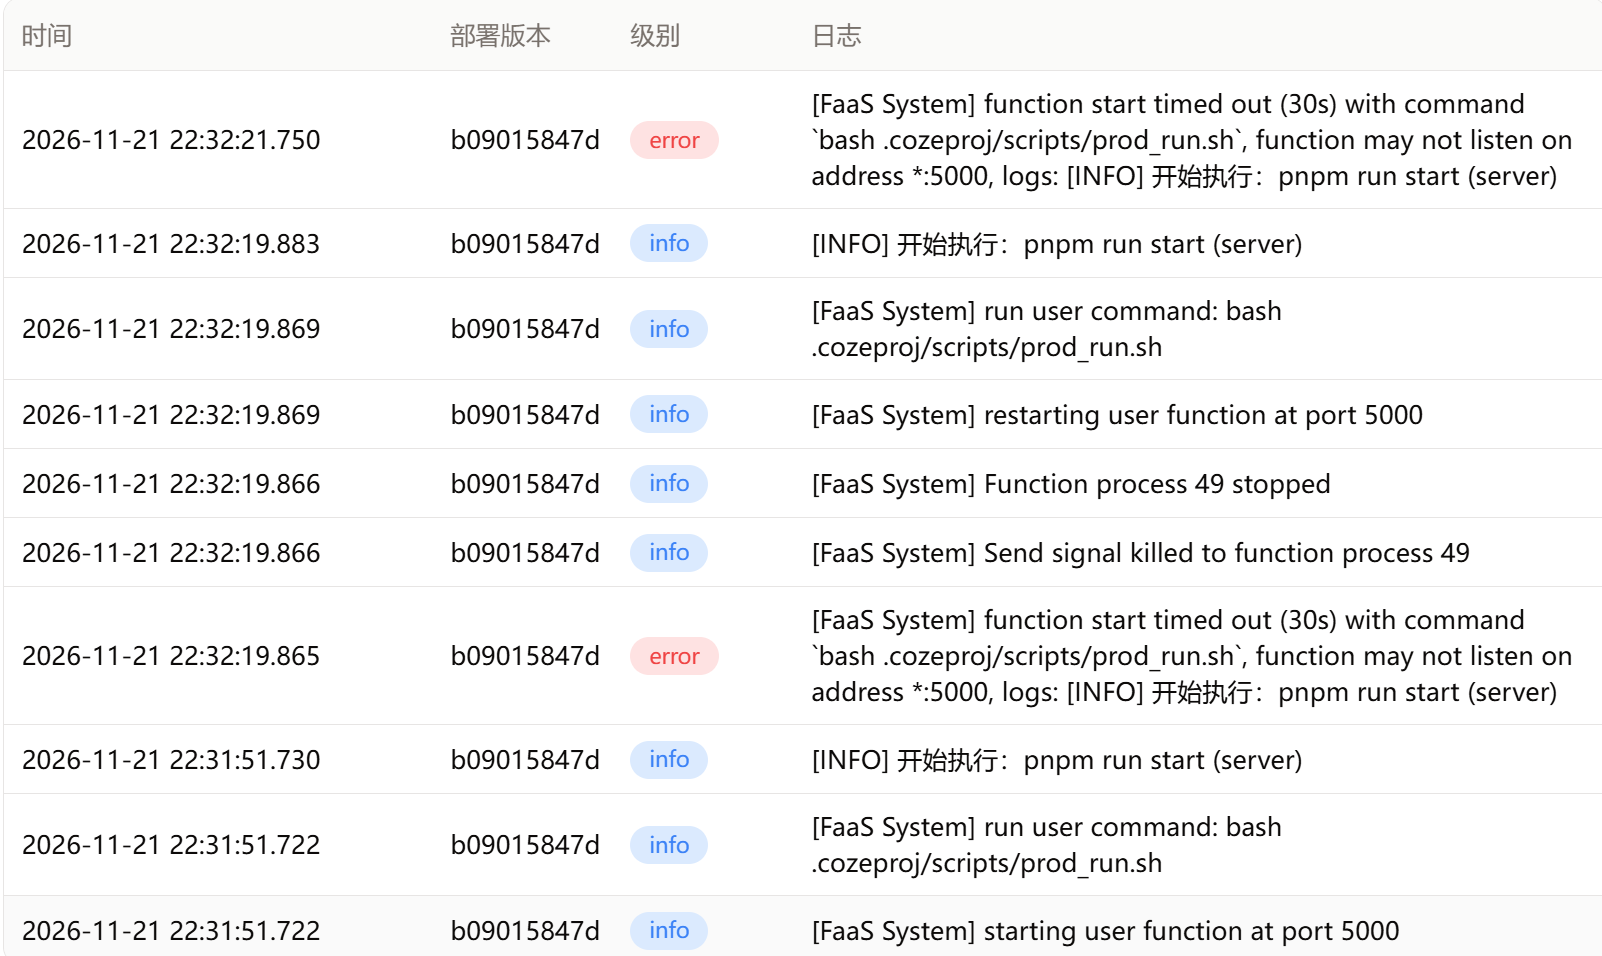 时间 部署版本 级别 日志
2026-11-21 22:32:21.750 b09015847d error [FaaS System] function start timed out (30s) with command
`bash .cozeproj/scripts/prod_run.sh`, function may not listen on
address *:5000, logs: [INFO] 开始执行：pnpm run start (server)
2026-11-21 22:32:19.883 b09015847d info [INFO] 开始执行：pnpm run start (server)
2026-11-21 22:32:19.869 b09015847d info [FaaS System] run user command: bash
.cozeproj/scripts/prod_run.sh
2026-11-21 22:32:19.869 b09015847d info [FaaS System] restarting user function at port 5000
2026-11-21 22:32:19.866 b09015847d info [FaaS System] Function process 49 stopped
2026-11-21 22:32:19.866 b09015847d info [FaaS System] Send signal killed to function process 49
2026-11-21 22:32:19.865 b09015847d error [FaaS System] function start timed out (30s) with command
`bash .cozeproj/scripts/prod_run.sh`, function may not listen on
address *:5000, logs: [INFO] 开始执行：pnpm run start (server)
2026-11-21 22:31:51.730 b09015847d info [INFO] 开始执行：pnpm run start (server)
2026-11-21 22:31:51.722 b09015847d info [FaaS System] run user command: bash
.cozeproj/scripts/prod_run.sh
2026-11-21 22:31:51.722 b09015847d info [FaaS System] starting user function at port 5000